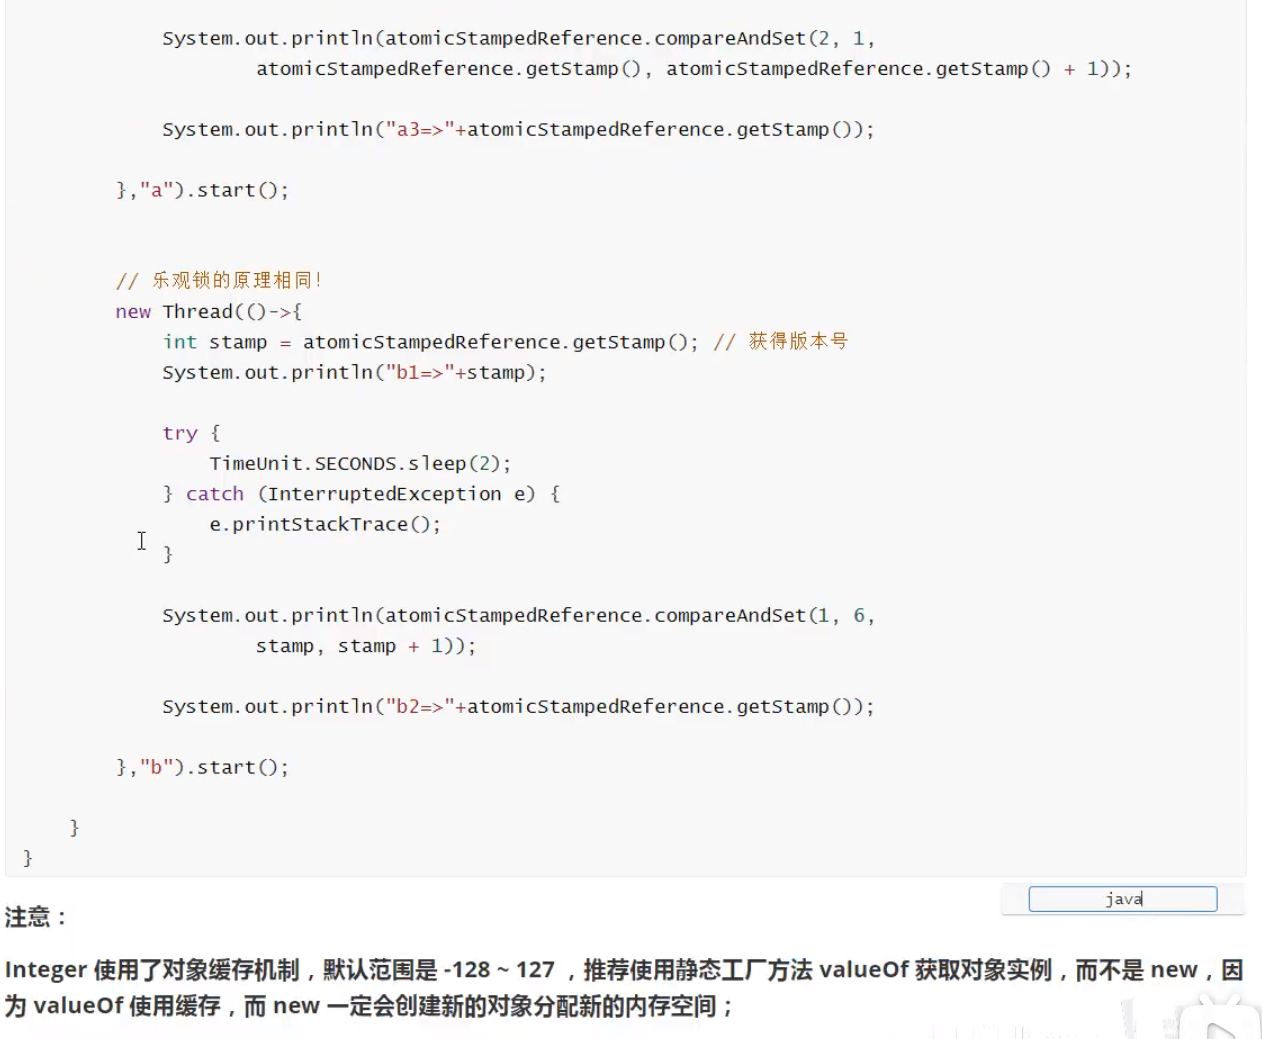 System.out.println(atomicStampedReference.compareAndSet(2, 1,
atomicStampedReference.getStamp(), atomicStampedReference.getStamp() + 1));
System.out.println("a3=>"+atomicStampedReference.getStamp());
},"a").start();
// 乐观锁的原理相同！
new Thread(()->{
int stamp = atomicStampedReference.getStamp(); // 获得版本号
System.out.println("b1=>"+stamp);
try {
TimeUnit.SECONDS.sleep(2);
} catch (InterruptedException e) {
e.printStackTrace();
}
System.out.println(atomicStampedReference.compareAndSet(1, 6,
stamp, stamp + 1));
System.out.println("b2=>"+atomicStampedReference.getStamp());
},"b").start();
}
}
java
注意：
Integer 使用了对象缓存机制，默认范围是 -128 ~ 127 ，推荐使用静态工厂方法 valueOf 获取对象实例，而不是 new，因
为 valueOf 使用缓存，而 new 一定会创建新的对象分配新的内存空间；